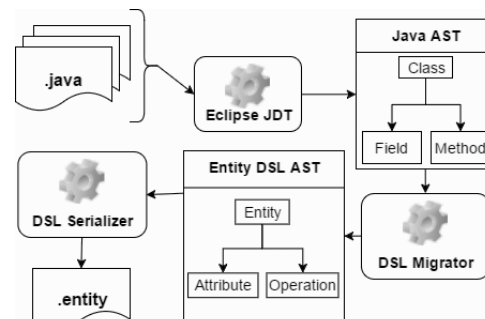 .java
Eclipse JDT
Java AST
Class
Field
Method
DSL Migrator
Entity DSL AST
Entity
Attribute
Operation
DSL Serializer
.entity